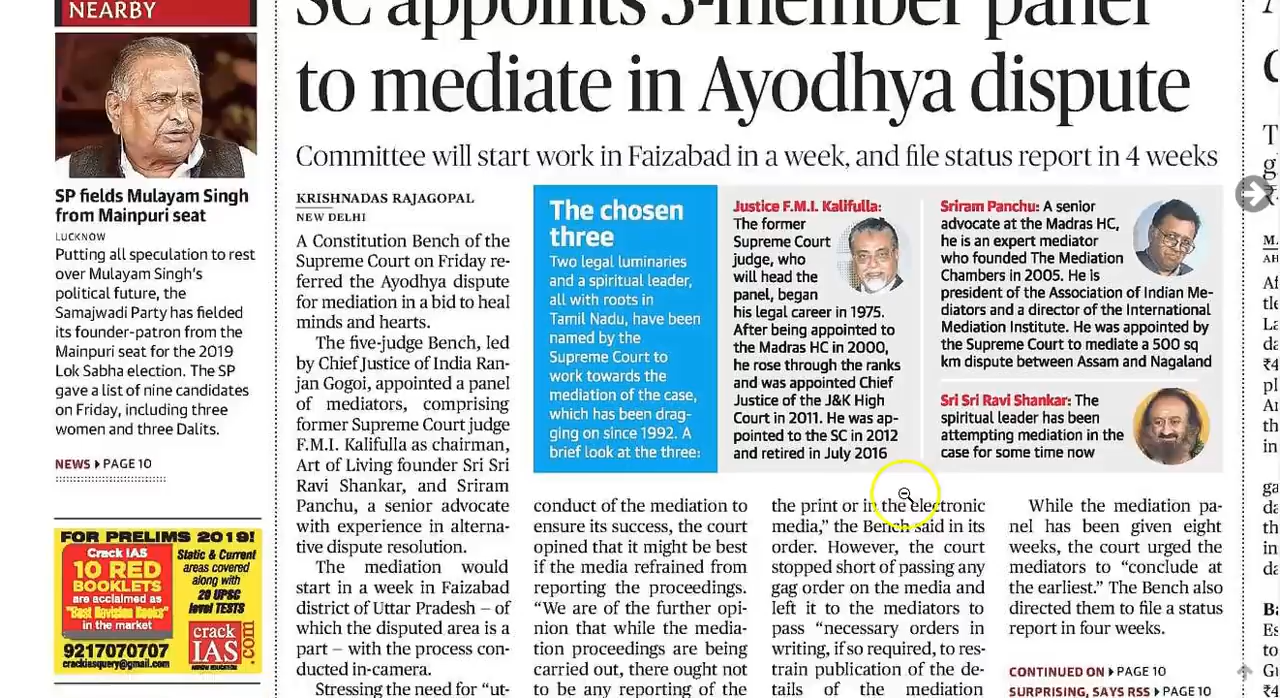 NEARBY
SP fields Mulayam Singh
from Mainpuri seat
LUCKNOW
Putting all speculation to rest
over Mulayam Singh's
political future, the
Samajwadi Party has fielded
its founder-patron from the
Mainpuri seat for the 2019
Lok Sabha election. The SP
gave a list of nine candidates
on Friday, including three
women and three Dalits.
NEWS PAGE 10
FOR PRELIMS 2019!
Crack IAS
10 RED
BOOKLETS
are acclaimed as
"Best Revision Books"
in the market
Static & Current
areas covered
along with
20 UPSC
level TESTS
9217070707
crackiasquery@gmail.com
crack
IAS
.com
SC appoints 3-member panel
to mediate in Ayodhya dispute
Committee will start work in Faizabad in a week, and file status report in 4 weeks
KRISHNADAS RAJAGOPAL
NEW DELHI
A Constitution Bench of the
Supreme Court on Friday re-
ferred the Ayodhya dispute
for mediation in a bid to heal
minds and hearts.
The five-judge Bench, led
by Chief Justice of India Ran-
jan Gogoi, appointed a panel
of mediators, comprising
former Supreme Court judge
F.M.I. Kalifulla as chairman,
Art of Living founder Sri Sri
Ravi Shankar, and Sriram
Panchu, a senior advocate
with experience in alterna-
tive dispute resolution.
The mediation would
start in a week in Faizabad
district of Uttar Pradesh – of
which the disputed area is a
part – with the process con-
ducted in-camera.
Stressing the need for "ut-
The chosen
three
Two legal luminaries
and a spiritual leader,
all with roots in
Tamil Nadu, have been
named by the
Supreme Court to
work towards the
mediation of the case,
which has been drag-
ging on since 1992. A
brief look at the three:
Justice F.M.I. Kalifulla:
The former
Supreme Court
judge, who
will head the
panel, began
his legal career in 1975.
After being appointed to
the Madras HC in 2000,
he rose through the ranks
and was appointed Chief
Justice of the J&K High
Court in 2011. He was ap-
pointed to the SC in 2012
and retired in July 2016
Sriram Panchu: A senior
advocate at the Madras HC,
he is an expert mediator
who founded The Mediation
Chambers in 2005. He is
president of the Association of Indian Me-
diators and a director of the International
Mediation Institute. He was appointed by
the Supreme Court to mediate a 500 sq
km dispute between Assam and Nagaland
Sri Sri Ravi Shankar: The
spiritual leader has been
attempting mediation in the
case for some time now
conduct of the mediation to
ensure its success, the court
opined that it might be best
if the media refrained from
reporting the proceedings.
"We are of the further opi-
nion that while the media-
tion proceedings are being
carried out, there ought not
to be any reporting of the
the print or in the electronic
media," the Bench said in its
order. However, the court
stopped short of passing any
gag order on the media and
left it to the mediators to
pass "necessary orders in
writing, if so required, to res-
train publication of the de-
tails of the mediation
While the mediation pa-
nel has been given eight
weeks, the court urged the
mediators to "conclude at
the earliest." The Bench also
directed them to file a status
report in four weeks.
CONTINUED ON PAGE 10
SURPRISING, SAYS RSS PAGE 10